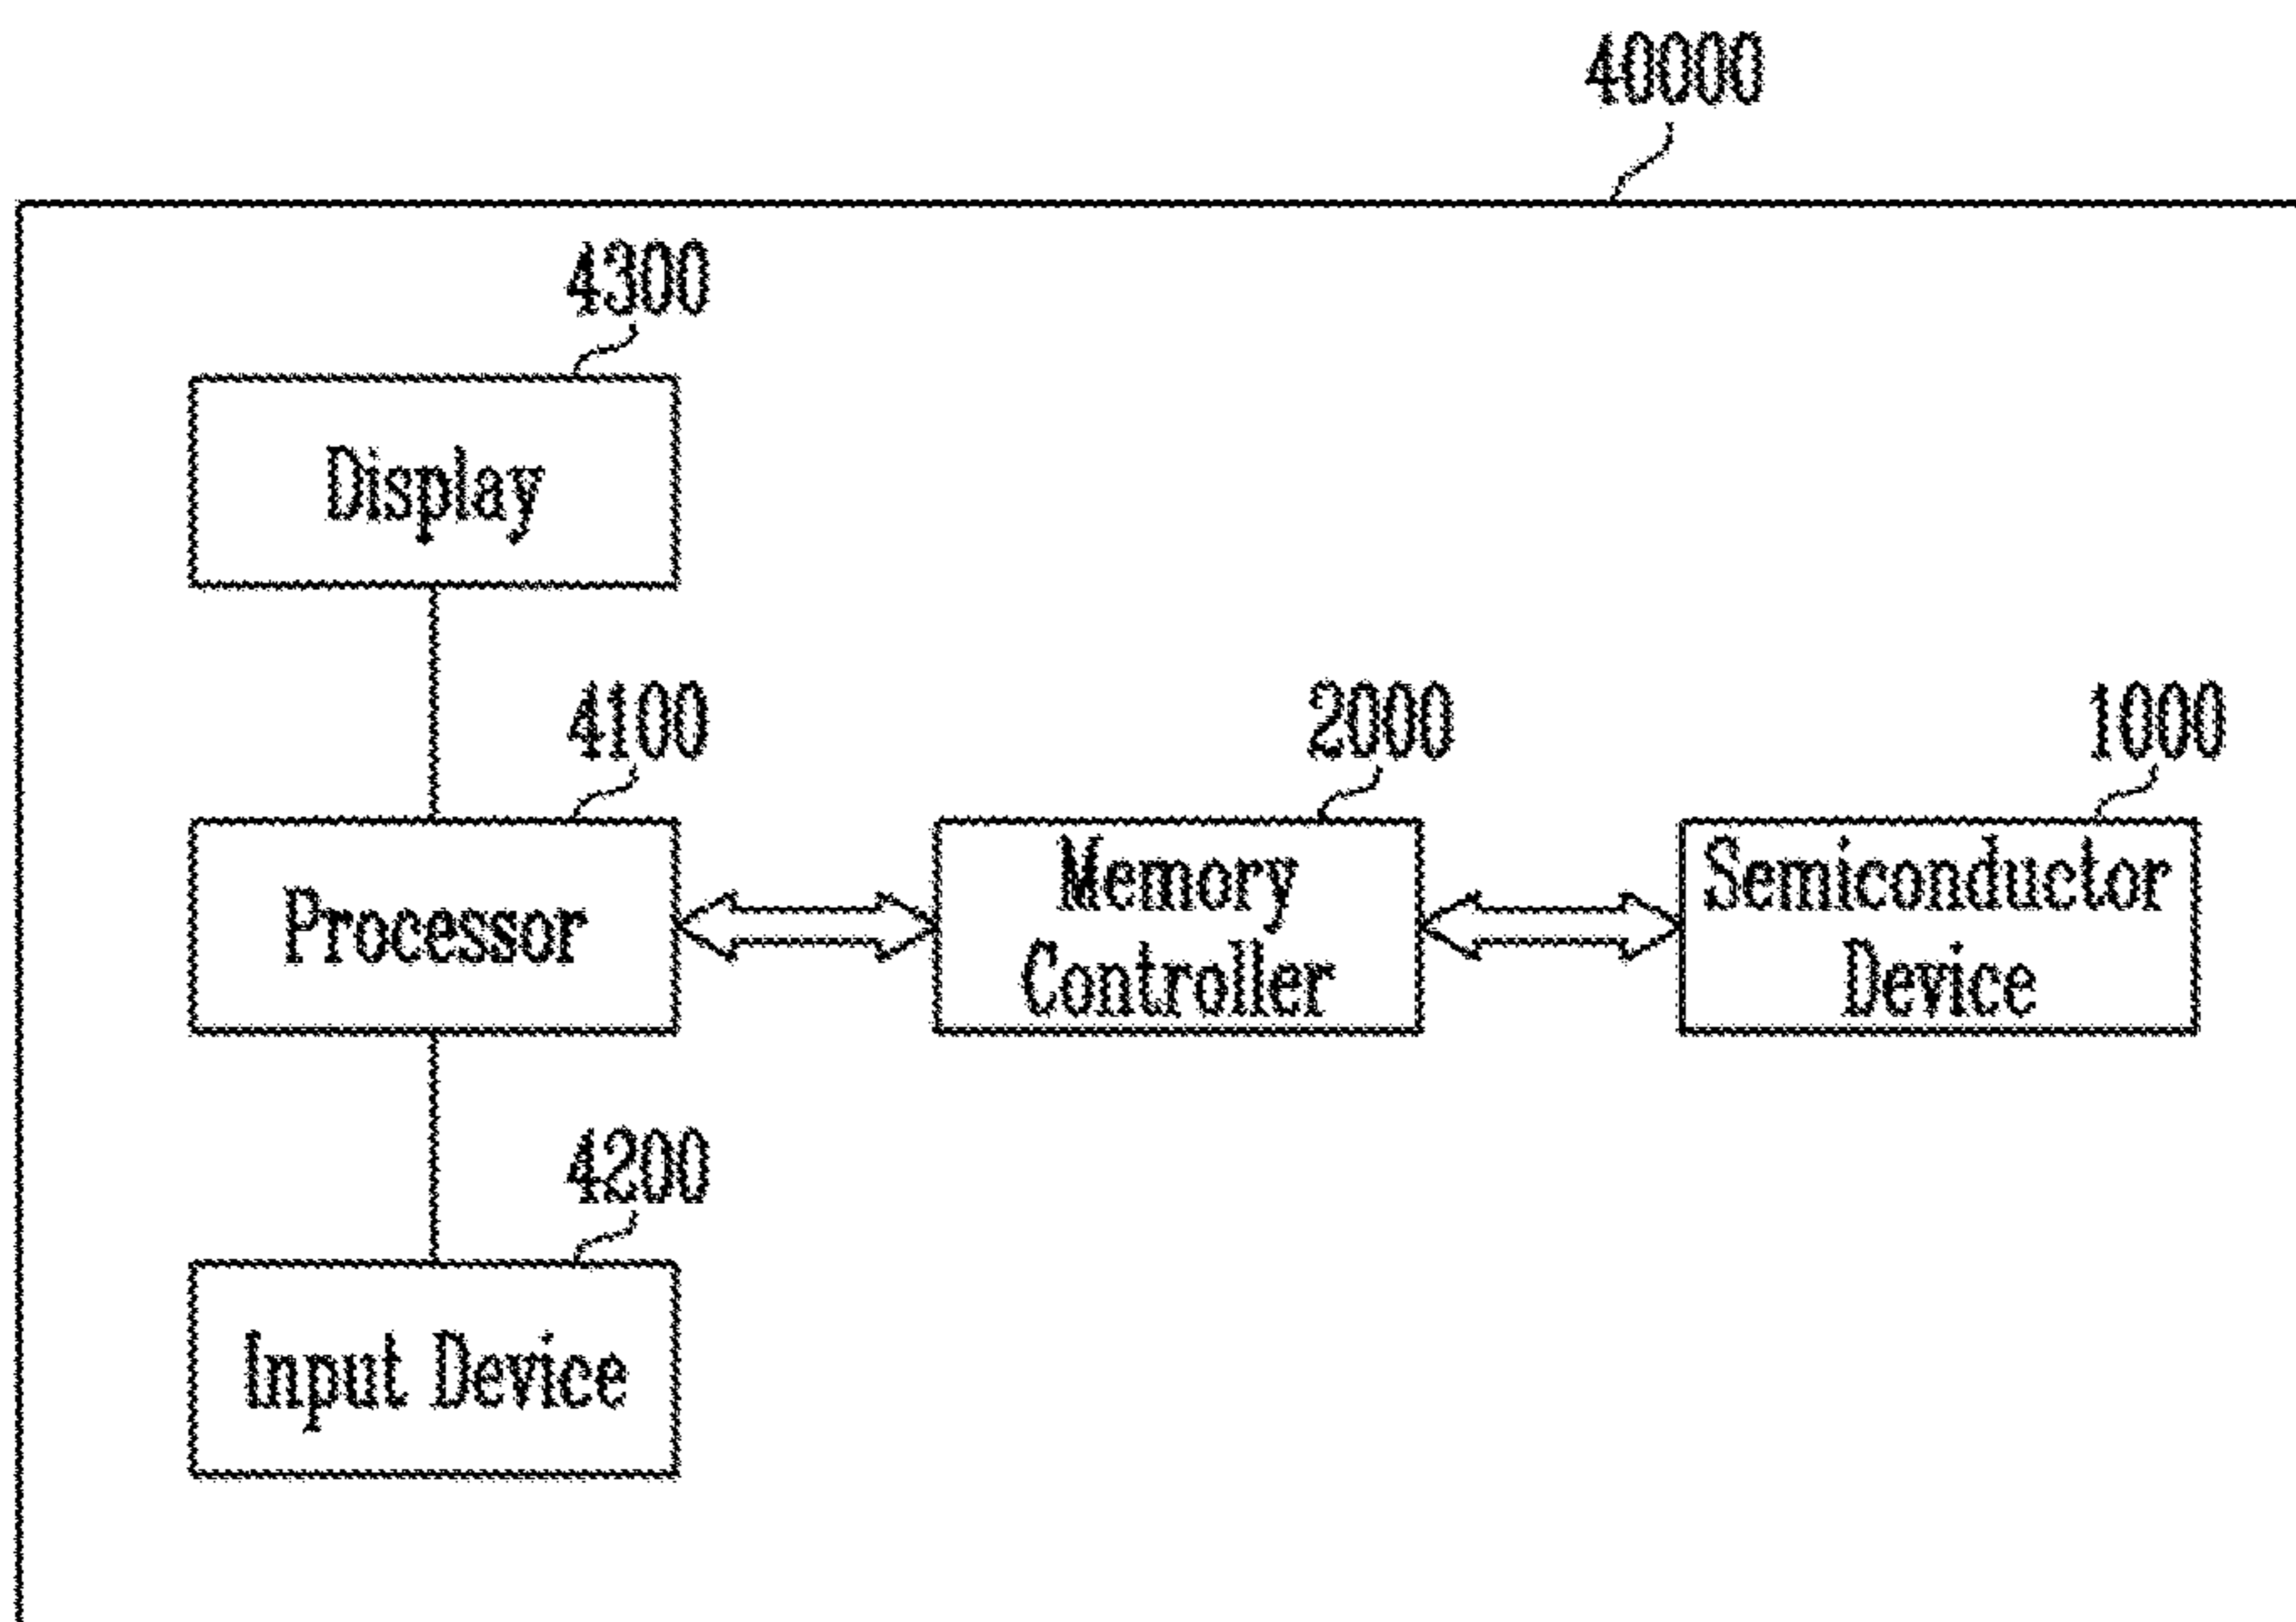 40000
4300
Display
4100
2000
1000
Processor
Memory
Controller
Semiconductor
Device
4200
Input Device